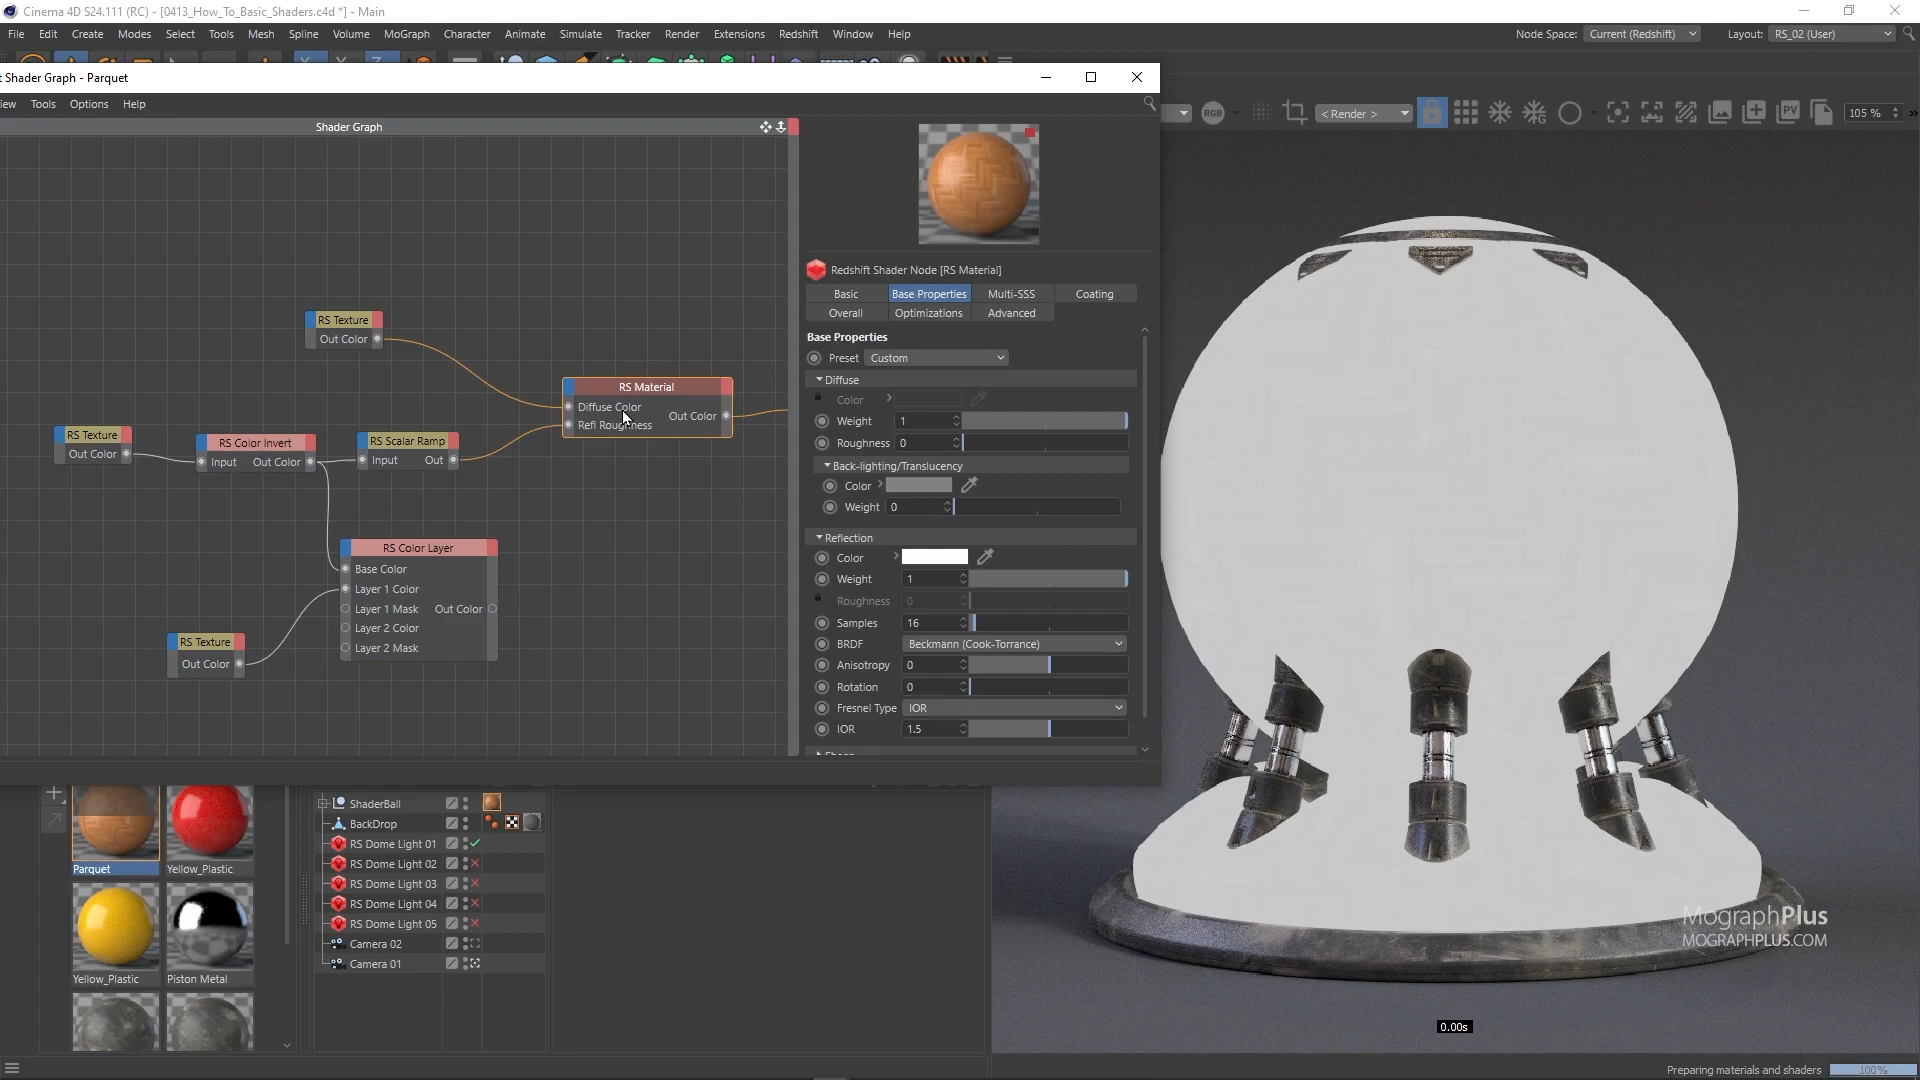 Cinema 4D S24.111 (RC) - [0413_How_To_Basic_Shaders.c4d *] - Main
File Edit Create Modes Select Tools Mesh Spline Volume MoGraph Character Animate Simulate Tracker Render Extensions Redshift Window Help
Node Space: Current (Redshift) Layout: RS_02 (User)
Shader Graph - Parquet
Tools Options Help
Shader Graph
RGB
< Render >
PV
105 %
RS Texture
Out Color
RS Material
Diffuse Color
Out Color
Refl Roughness
RS Texture
Out Color
RS Color Invert
Input Out Color
RS Scalar Ramp
Input Out
RS Color Layer
Base Color
Layer 1 Color
Layer 1 Mask Out Color
Layer 2 Color
Layer 2 Mask
RS Texture
Out Color
Redshift Shader Node [RS Material]
Basic Base Properties Multi-SSS Coating
Overall Optimizations Advanced
Base Properties
Preset Custom
Diffuse
Color
Weight 1
Roughness 0
Back-lighting/Translucency
Color
Weight 0
Reflection
Color
Weight 1
Roughness 0
Samples 16
BRDF Beckmann (Cook-Torrance)
Anisotropy 0
Rotation 0
Fresnel Type IOR
IOR 1.5
Parquet
Yellow_Plastic
Yellow_Plastic
Piston Metal
ShaderBall
BackDrop
RS Dome Light 01
RS Dome Light 02
RS Dome Light 03
RS Dome Light 04
RS Dome Light 05
Camera 02
Camera 01
MographPlus
MOGRAPHPLUS.COM
0.00s
Preparing materials and shaders 100%